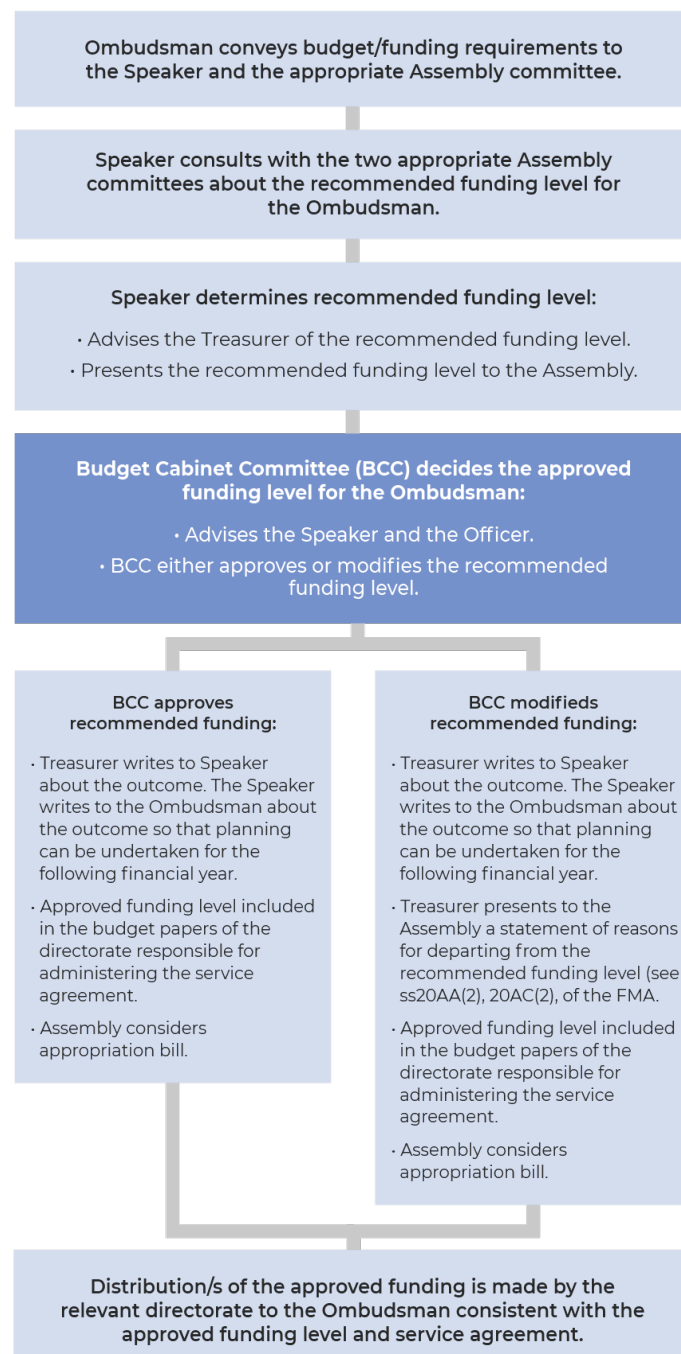 Ombudsman conveys budget/funding requirements to
the Speaker and the appropriate Assembly committee.
Speaker consults with the two appropriate Assembly
committees about the recommended funding level for
the Ombudsman.
Speaker determines recommended funding level:
• Advises the Treasurer of the recommended funding level.
• Presents the recommended funding level to the Assembly.
Budget Cabinet Committee (BCC) decides the approved
funding level for the Ombudsman:
• Advises the Speaker and the Officer.
• BCC either approves or modifies the recommended
funding level.
BCC approves
recommended funding:
• Treasurer writes to Speaker
about the outcome. The Speaker
writes to the Ombudsman about
the outcome so that planning
can be undertaken for the
following financial year.
• Approved funding level included
in the budget papers of the
directorate responsible for
administering the service
agreement.
• Assembly considers
appropriation bill.
BCC modifieds
recommended funding:
• Treasurer writes to Speaker
about the outcome. The Speaker
writes to the Ombudsman about
the outcome so that planning
can be undertaken for the
following financial year.
• Treasurer presents to the
Assembly a statement of reasons
for departing from the
recommended funding level (see
ss20AA(2), 20AC(2), of the FMA.
• Approved funding level included
in the budget papers of the
directorate responsible for
administering the service
agreement.
• Assembly considers
appropriation bill.
Distribution/s of the approved funding is made by the
relevant directorate to the Ombudsman consistent with the
approved funding level and service agreement.